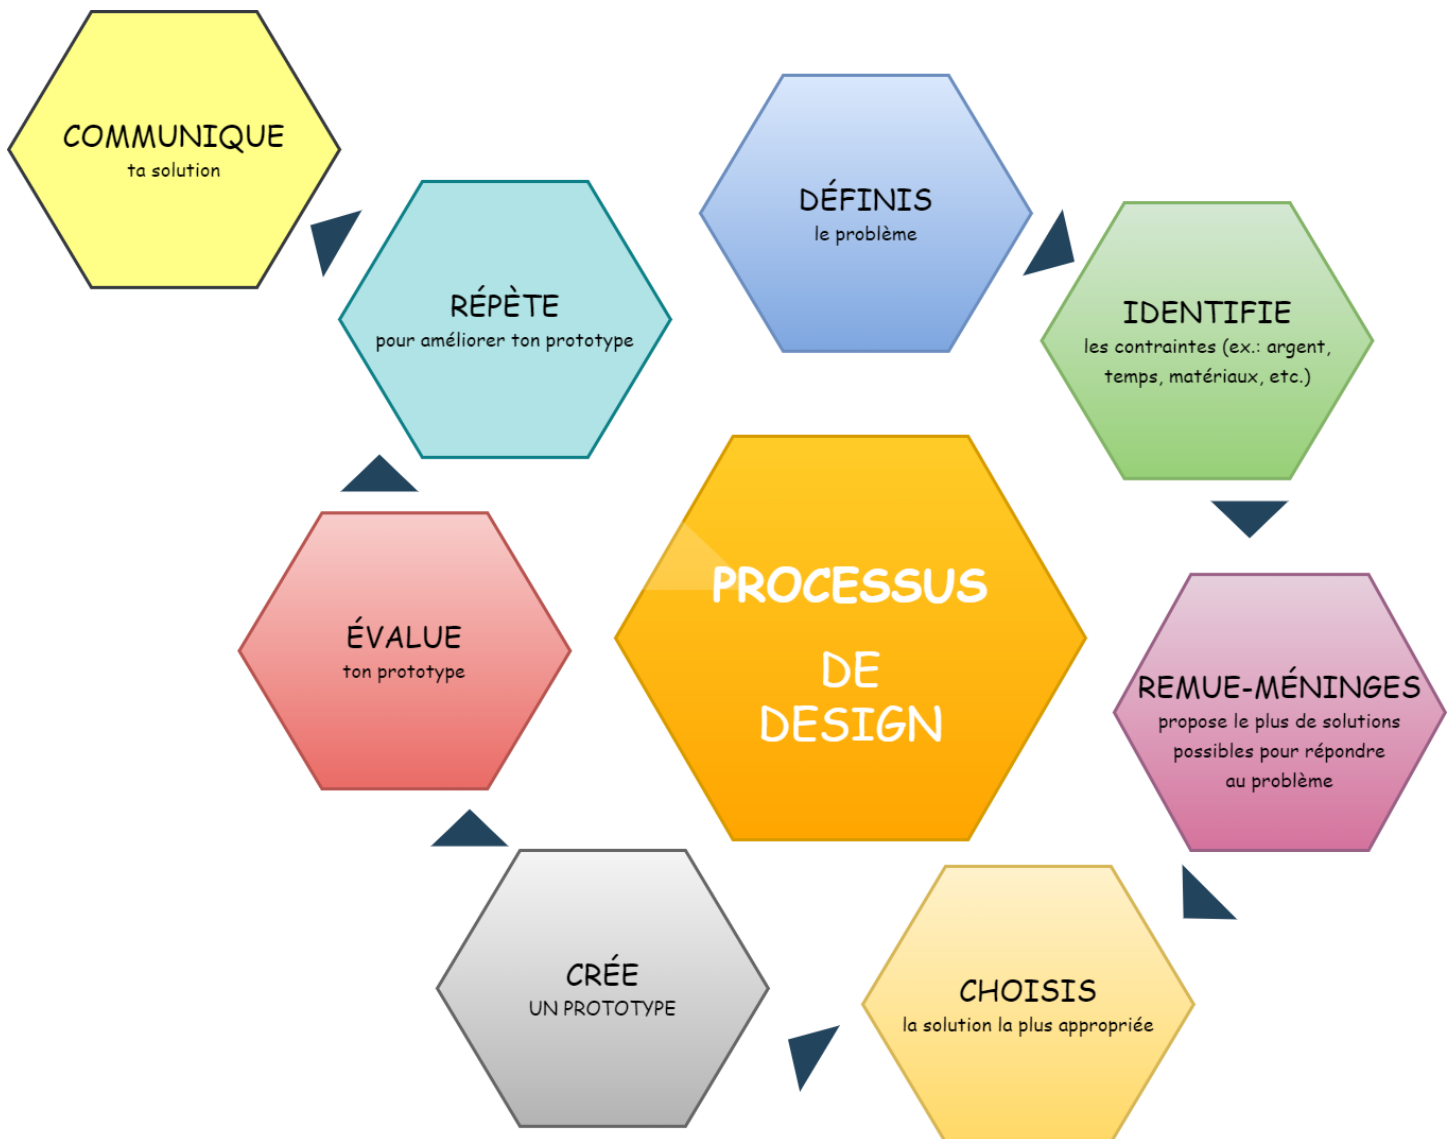 COMMUNIQUE
ta solution
RÉPÈTE
pour améliorer ton prototype
DÉFINIS
le problème
IDENTIFIE
les contraintes (ex.: argent,
temps, matériaux, etc.)
PROCESSUS
DE
DESIGN
ÉVALUE
ton prototype
REMUE-MÉNINGES
propose le plus de solutions
possibles pour répondre
au problème
CRÉE
UN PROTOTYPE
CHOISIS
la solution la plus appropriée